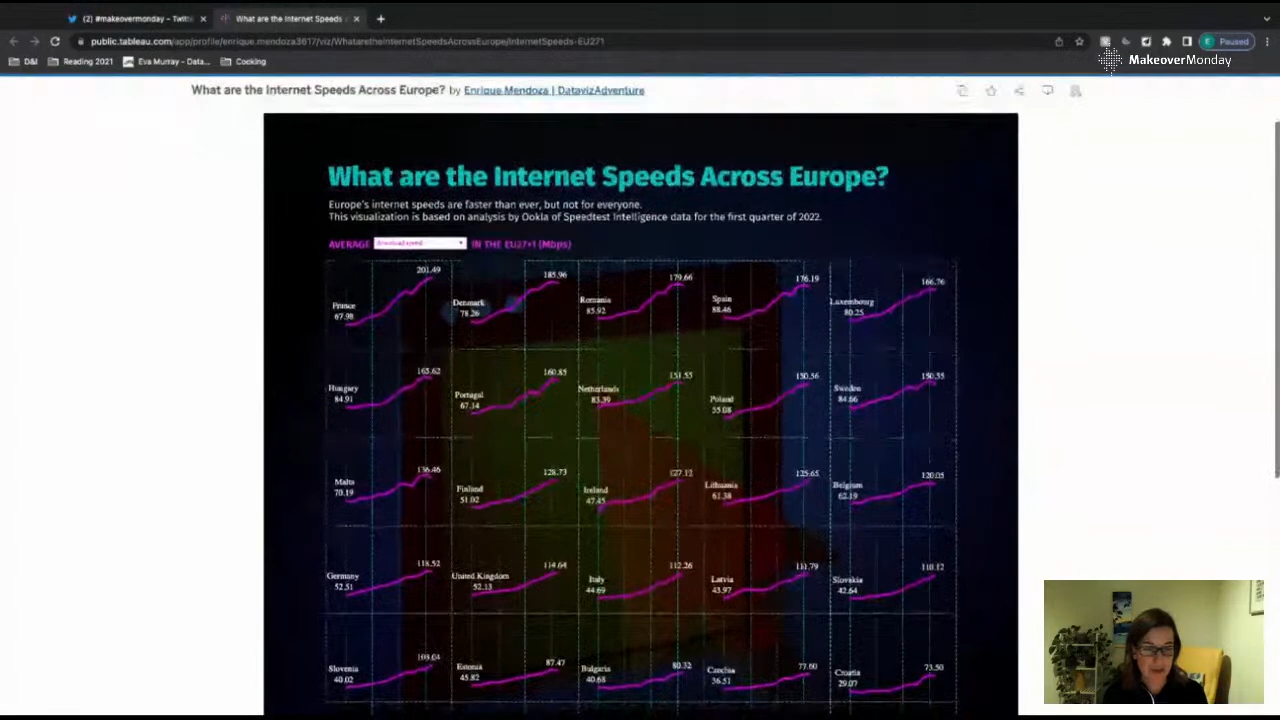 (2) #makovermonday - Twitt
What are the Internet Speeds
public.tableau.com/app/profile/enrique.mendoza3617/viz/WhataretheInternetSpeedsAcrossEurope/InternetSpeeds-EU271
Paused
D&I Reading 2021 Eva Murray - Data... Cooking
MakeoverMonday
What are the Internet Speeds Across Europe? by Enrique Mendoza | DatavizAdventure
What are the Internet Speeds Across Europe?
Europe's internet speeds are faster than ever, but not for everyone.
This visualization is based on analysis by Ookla of Speedtest Intelligence data for the first quarter of 2022.
AVERAGE Download speed IN THE EU27+1 (Mbps)
201.49 185.96 179.66 176.19 166.76
France Denmark Romania Spain Luxembourg
67.98 78.26 85.92 88.46 80.25
165.62 160.85 151.55 150.56 150.55
Hungary Portugal Netherlands Poland Sweden
84.91 67.14 83.39 55.08 84.66
136.46 128.73 127.12 125.65 120.05
Malta Finland Ireland Lithuania Belgium
70.19 51.02 47.45 61.38 62.19
118.52 114.64 112.26 111.79 110.12
Germany United Kingdom Italy Latvia Slovakia
52.51 52.13 44.69 43.97 42.64
103.04 87.47 80.32 77.60 73.50
Slovenia Estonia Bulgaria Czechia Croatia
40.02 45.82 40.68 36.51 29.07